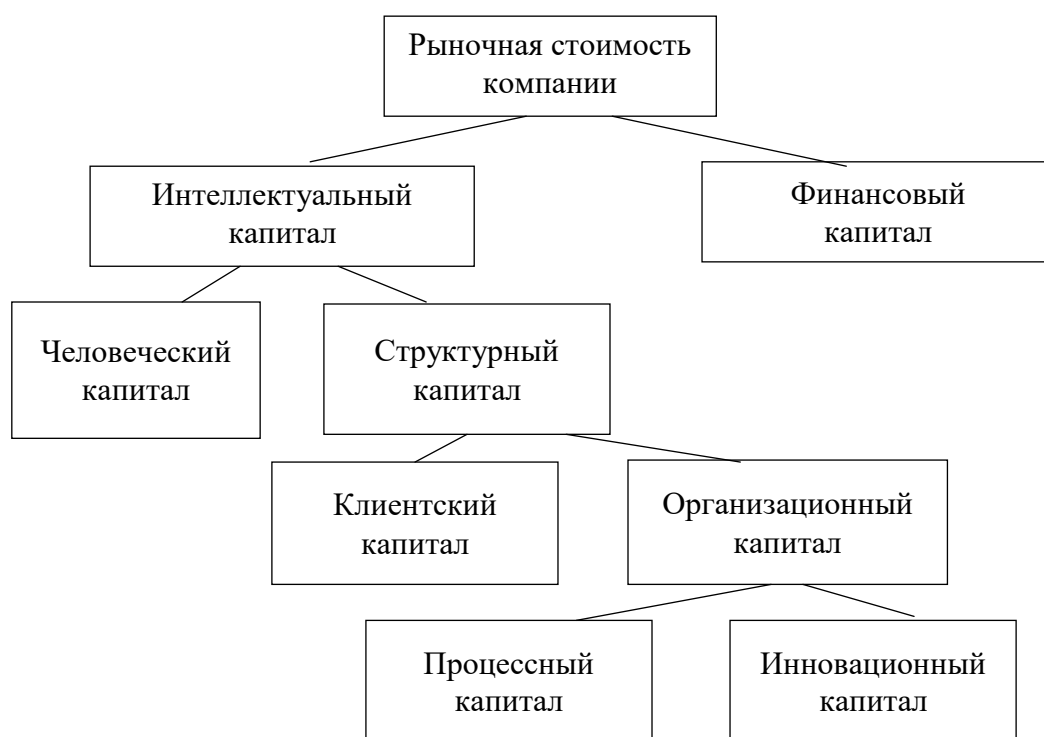 Рыночная стоимость
компании
Интеллектуальный
капитал
Финансовый
капитал
Человеческий
капитал
Структурный
капитал
Клиентский
капитал
Организационный
капитал
Процессный
капитал
Инновационный
капитал